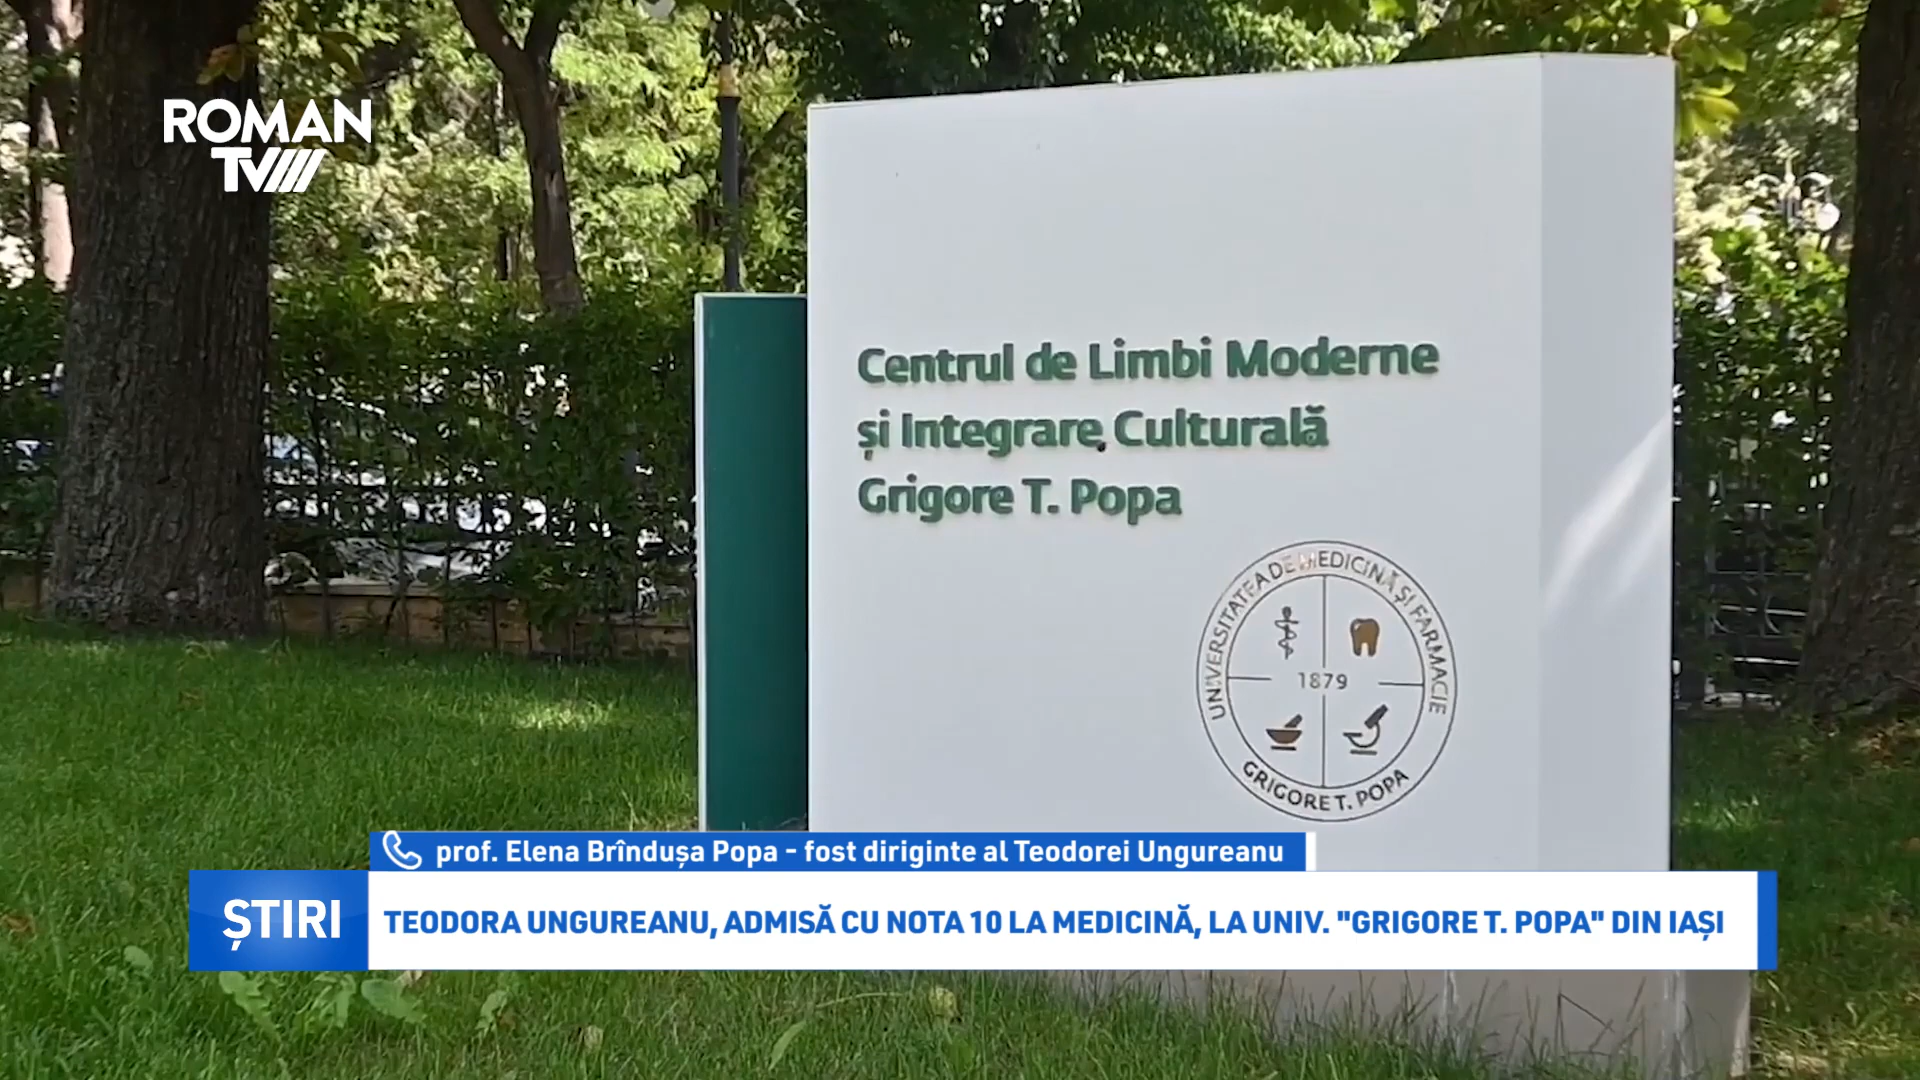 ROMAN
TV
Centrul de Limbi Moderne
și Integrare Culturală
Grigore T. Popa
UNIVERSITATEA DE MEDICINĂ ȘI FARMACIE
1879
GRIGORE T. POPA
prof. Elena Brîndușa Popa - fost diriginte al Teodorei Ungureanu
ȘTIRI
TEODORA UNGUREANU, ADMISĂ CU NOTA 10 LA MEDICINĂ, LA UNIV. "GRIGORE T. POPA" DIN IAȘI